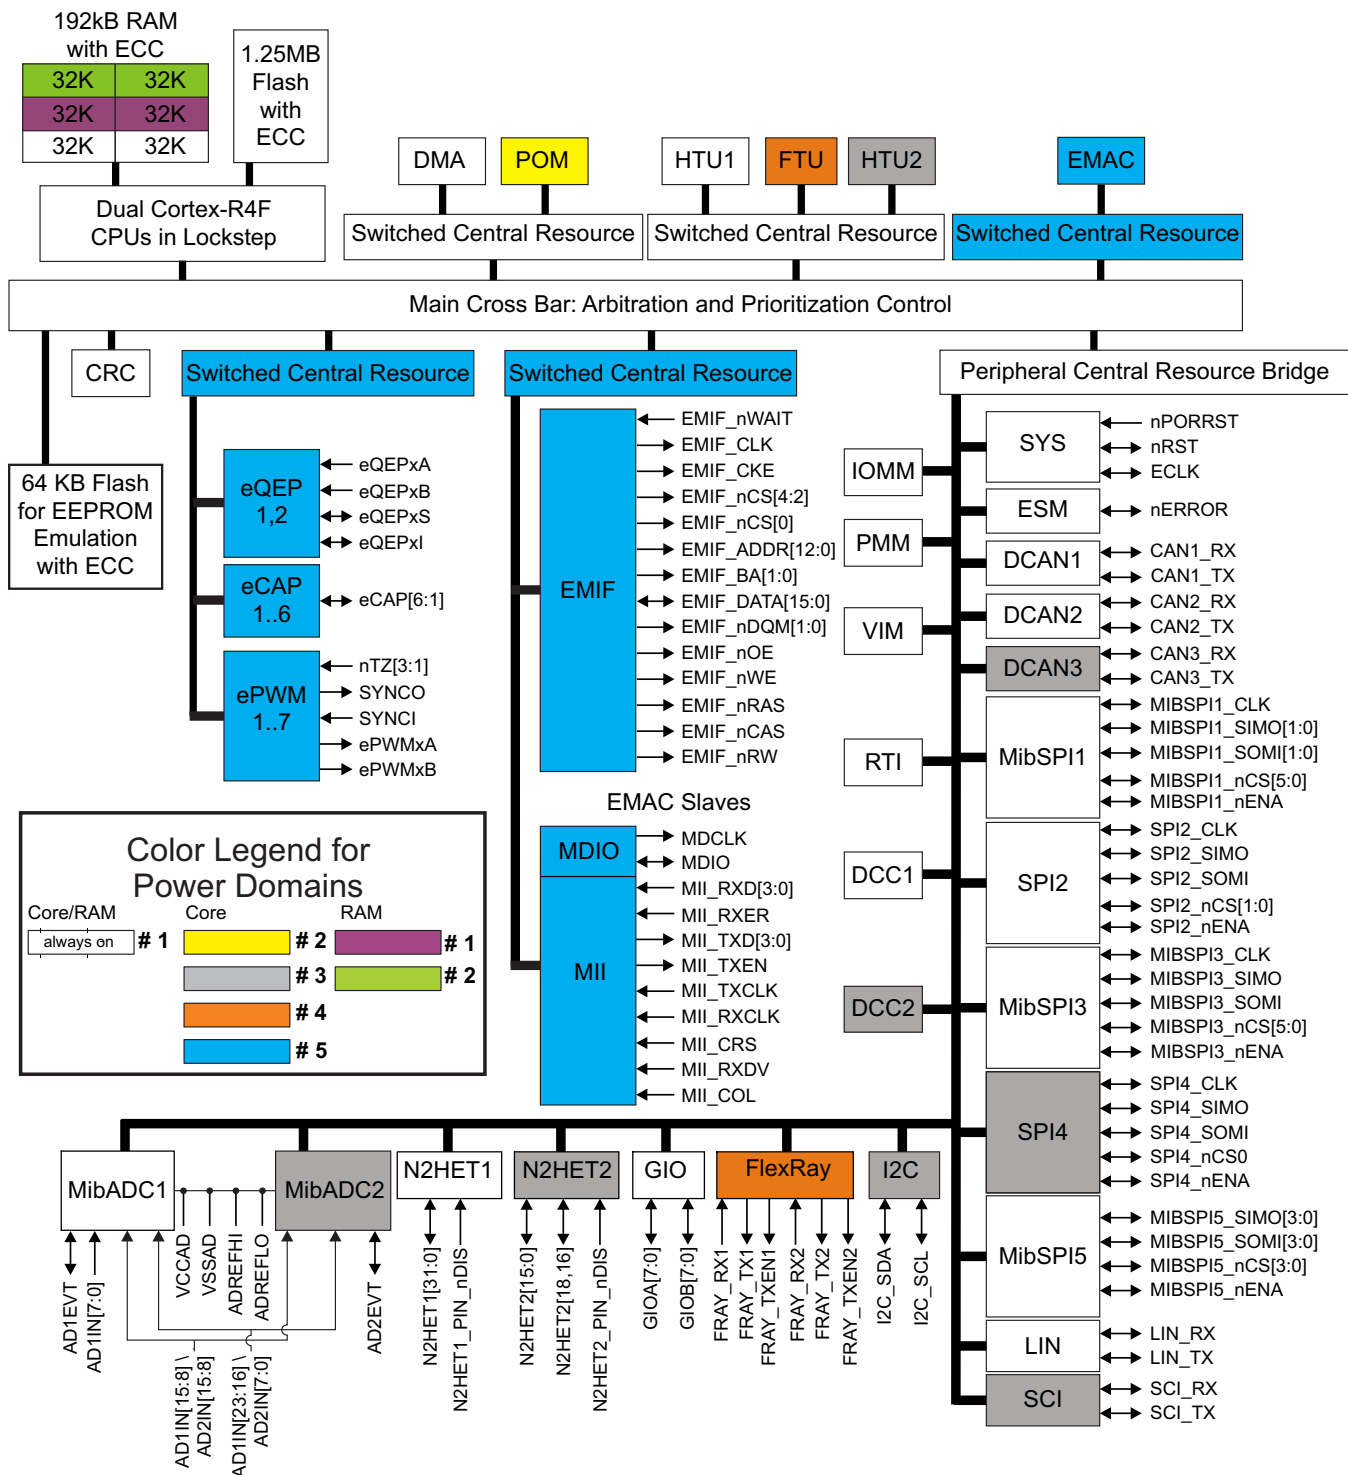 192kB RAM
with ECC
32K 32K
32K 32K
32K 32K
1.25MB
Flash
with
ECC
DMA
POM
HTU1
FTU
HTU2
EMAC
Dual Cortex-R4F
CPUs in Lockstep
Switched Central Resource
Switched Central Resource
Switched Central Resource
Main Cross Bar: Arbitration and Prioritization Control
CRC
Switched Central Resource
Switched Central Resource
Peripheral Central Resource Bridge
64 KB Flash
for EEPROM
Emulation
with ECC
eQEP
1,2
eQEPxA
eQEPxB
eQEPxS
eQEPxI
eCAP
1..6
eCAP[6:1]
ePWM
1..7
nTZ[3:1]
SYNCO
SYNCI
ePWMxA
ePWMxB
EMIF
EMIF_nWAIT
EMIF_CLK
EMIF_CKE
EMIF_nCS[4:2]
EMIF_nCS[0]
EMIF_ADDR[12:0]
EMIF_BA[1:0]
EMIF_DATA[15:0]
EMIF_nDQM[1:0]
EMIF_nOE
EMIF_nWE
EMIF_nRAS
EMIF_nCAS
EMIF_nRW
EMAC Slaves
MDIO
MDCLK
MDIO
MII
MII_RXD[3:0]
MII_RXER
MII_TXD[3:0]
MII_TXEN
MII_TXCLK
MII_RXCLK
MII_CRS
MII_RXDV
MII_COL
IOMM
PMM
VIM
RTI
DCC1
DCC2
SYS
nPORRST
nRST
ECLK
ESM
nERROR
DCAN1
CAN1_RX
CAN1_TX
DCAN2
CAN2_RX
CAN2_TX
DCAN3
CAN3_RX
CAN3_TX
MibSPI1
MIBSPI1_CLK
MIBSPI1_SIMO[1:0]
MIBSPI1_SOMI[1:0]
MIBSPI1_nCS[5:0]
MIBSPI1_nENA
SPI2
SPI2_CLK
SPI2_SIMO
SPI2_SOMI
SPI2_nCS[1:0]
SPI2_nENA
MibSPI3
MIBSPI3_CLK
MIBSPI3_SIMO
MIBSPI3_SOMI
MIBSPI3_nCS[5:0]
MIBSPI3_nENA
SPI4
SPI4_CLK
SPI4_SIMO
SPI4_SOMI
SPI4_nCS0
SPI4_nENA
MibSPI5
MIBSPI5_SIMO[3:0]
MIBSPI5_SOMI[3:0]
MIBSPI5_nCS[3:0]
MIBSPI5_nENA
LIN
LIN_RX
LIN_TX
SCI
SCI_RX
SCI_TX
Color Legend for
Power Domains
Core/RAM Core RAM
always on # 1 # 2 # 1
# 3 # 2
# 4
# 5
MibADC1
MibADC2
N2HET1
N2HET2
GIO
FlexRay
I2C
AD1EVT
AD1IN[7:0]
VCCAD
VSSAD
ADREFHI
ADREFLO
AD2EVT
AD1IN[15:8] \
AD2IN[15:8]
AD1IN[23:16] \
AD2IN[7:0]
N2HET1[31:0]
N2HET1_PIN_nDIS
N2HET2[15:0]
N2HET2[18,16]
N2HET2_PIN_nDIS
GIOA[7:0]
GIOB[7:0]
FRAY_RX1
FRAY_TX1
FRAY_TXEN1
FRAY_RX2
FRAY_TX2
FRAY_TXEN2
I2C_SDA
I2C_SCL